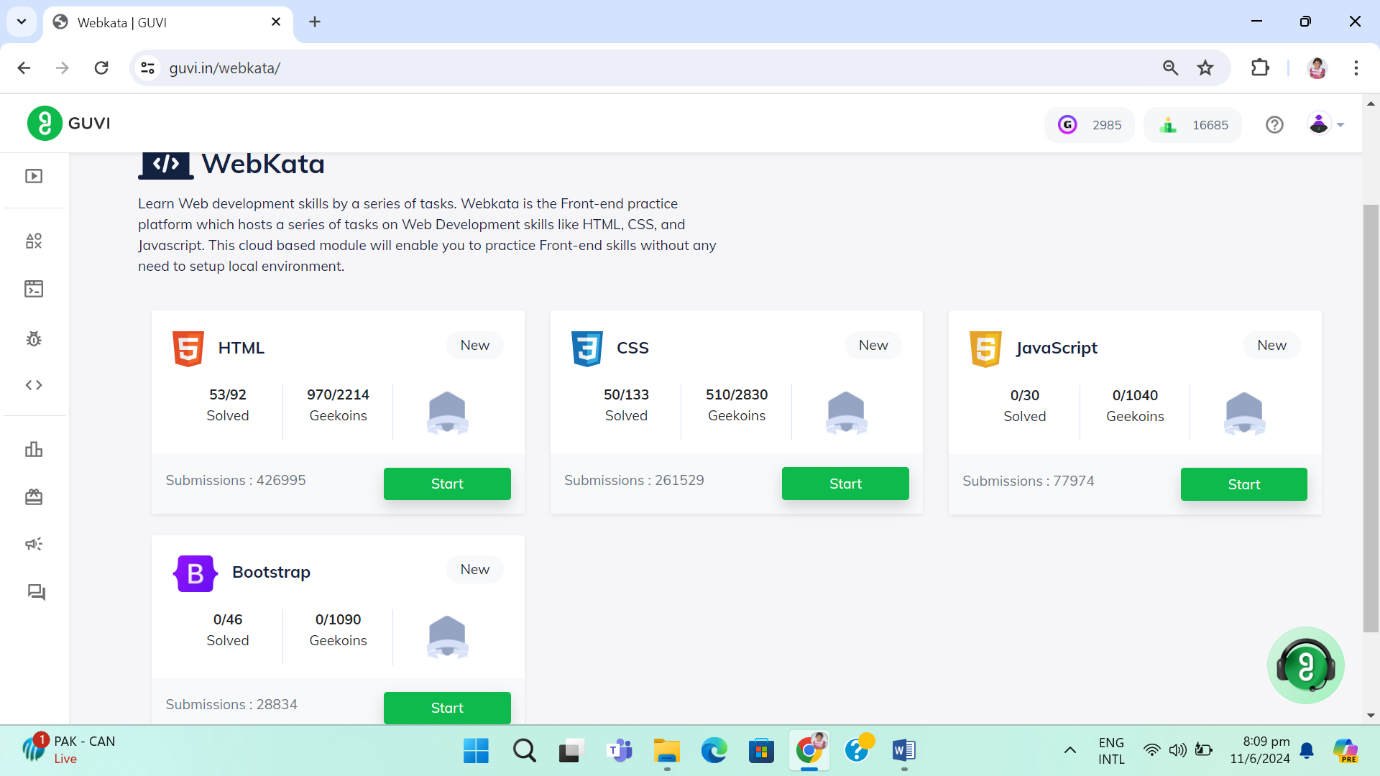 Webkata | GUVI
guvi.in/webkata/
GUVI
2985
16685
WebKata
Learn Web development skills by a series of tasks. Webkata is the Front-end practice
platform which hosts a series of tasks on Web Development skills like HTML, CSS, and
Javascript. This cloud based module will enable you to practice Front-end skills without any
need to setup local environment.
HTML
New
53/92
Solved
970/2214
Geekoins
Submissions : 426995
Start
CSS
New
50/133
Solved
510/2830
Geekoins
Submissions : 261529
Start
JavaScript
New
0/30
Solved
0/1040
Geekoins
Submissions : 77974
Start
B
Bootstrap
New
0/46
Solved
0/1090
Geekoins
Submissions : 28834
Start
1
PAK - CAN
Live
ENG
INTL
8:09 pm
11/6/2024
PRE